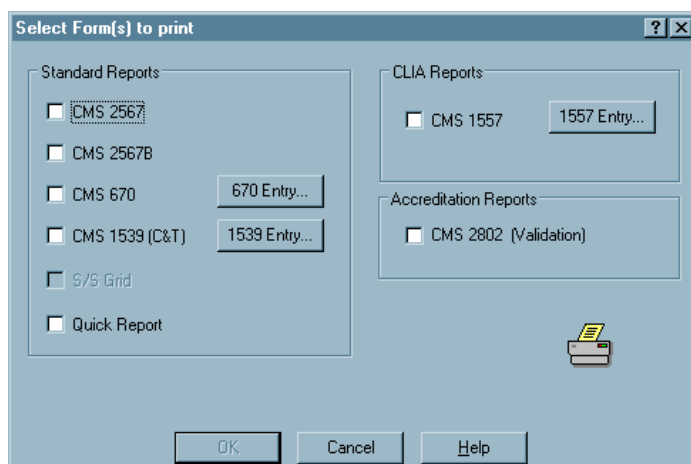 Select Form(s) to print
Standard Reports
CMS 2567
CMS 2567B
CMS 670
670 Entry...
CMS 1539 (C&T)
1539 Entry...
S/S Grid
Quick Report
CLIA Reports
CMS 1557
1557 Entry...
Accreditation Reports
CMS 2802 (Validation)
OK
Cancel
Help